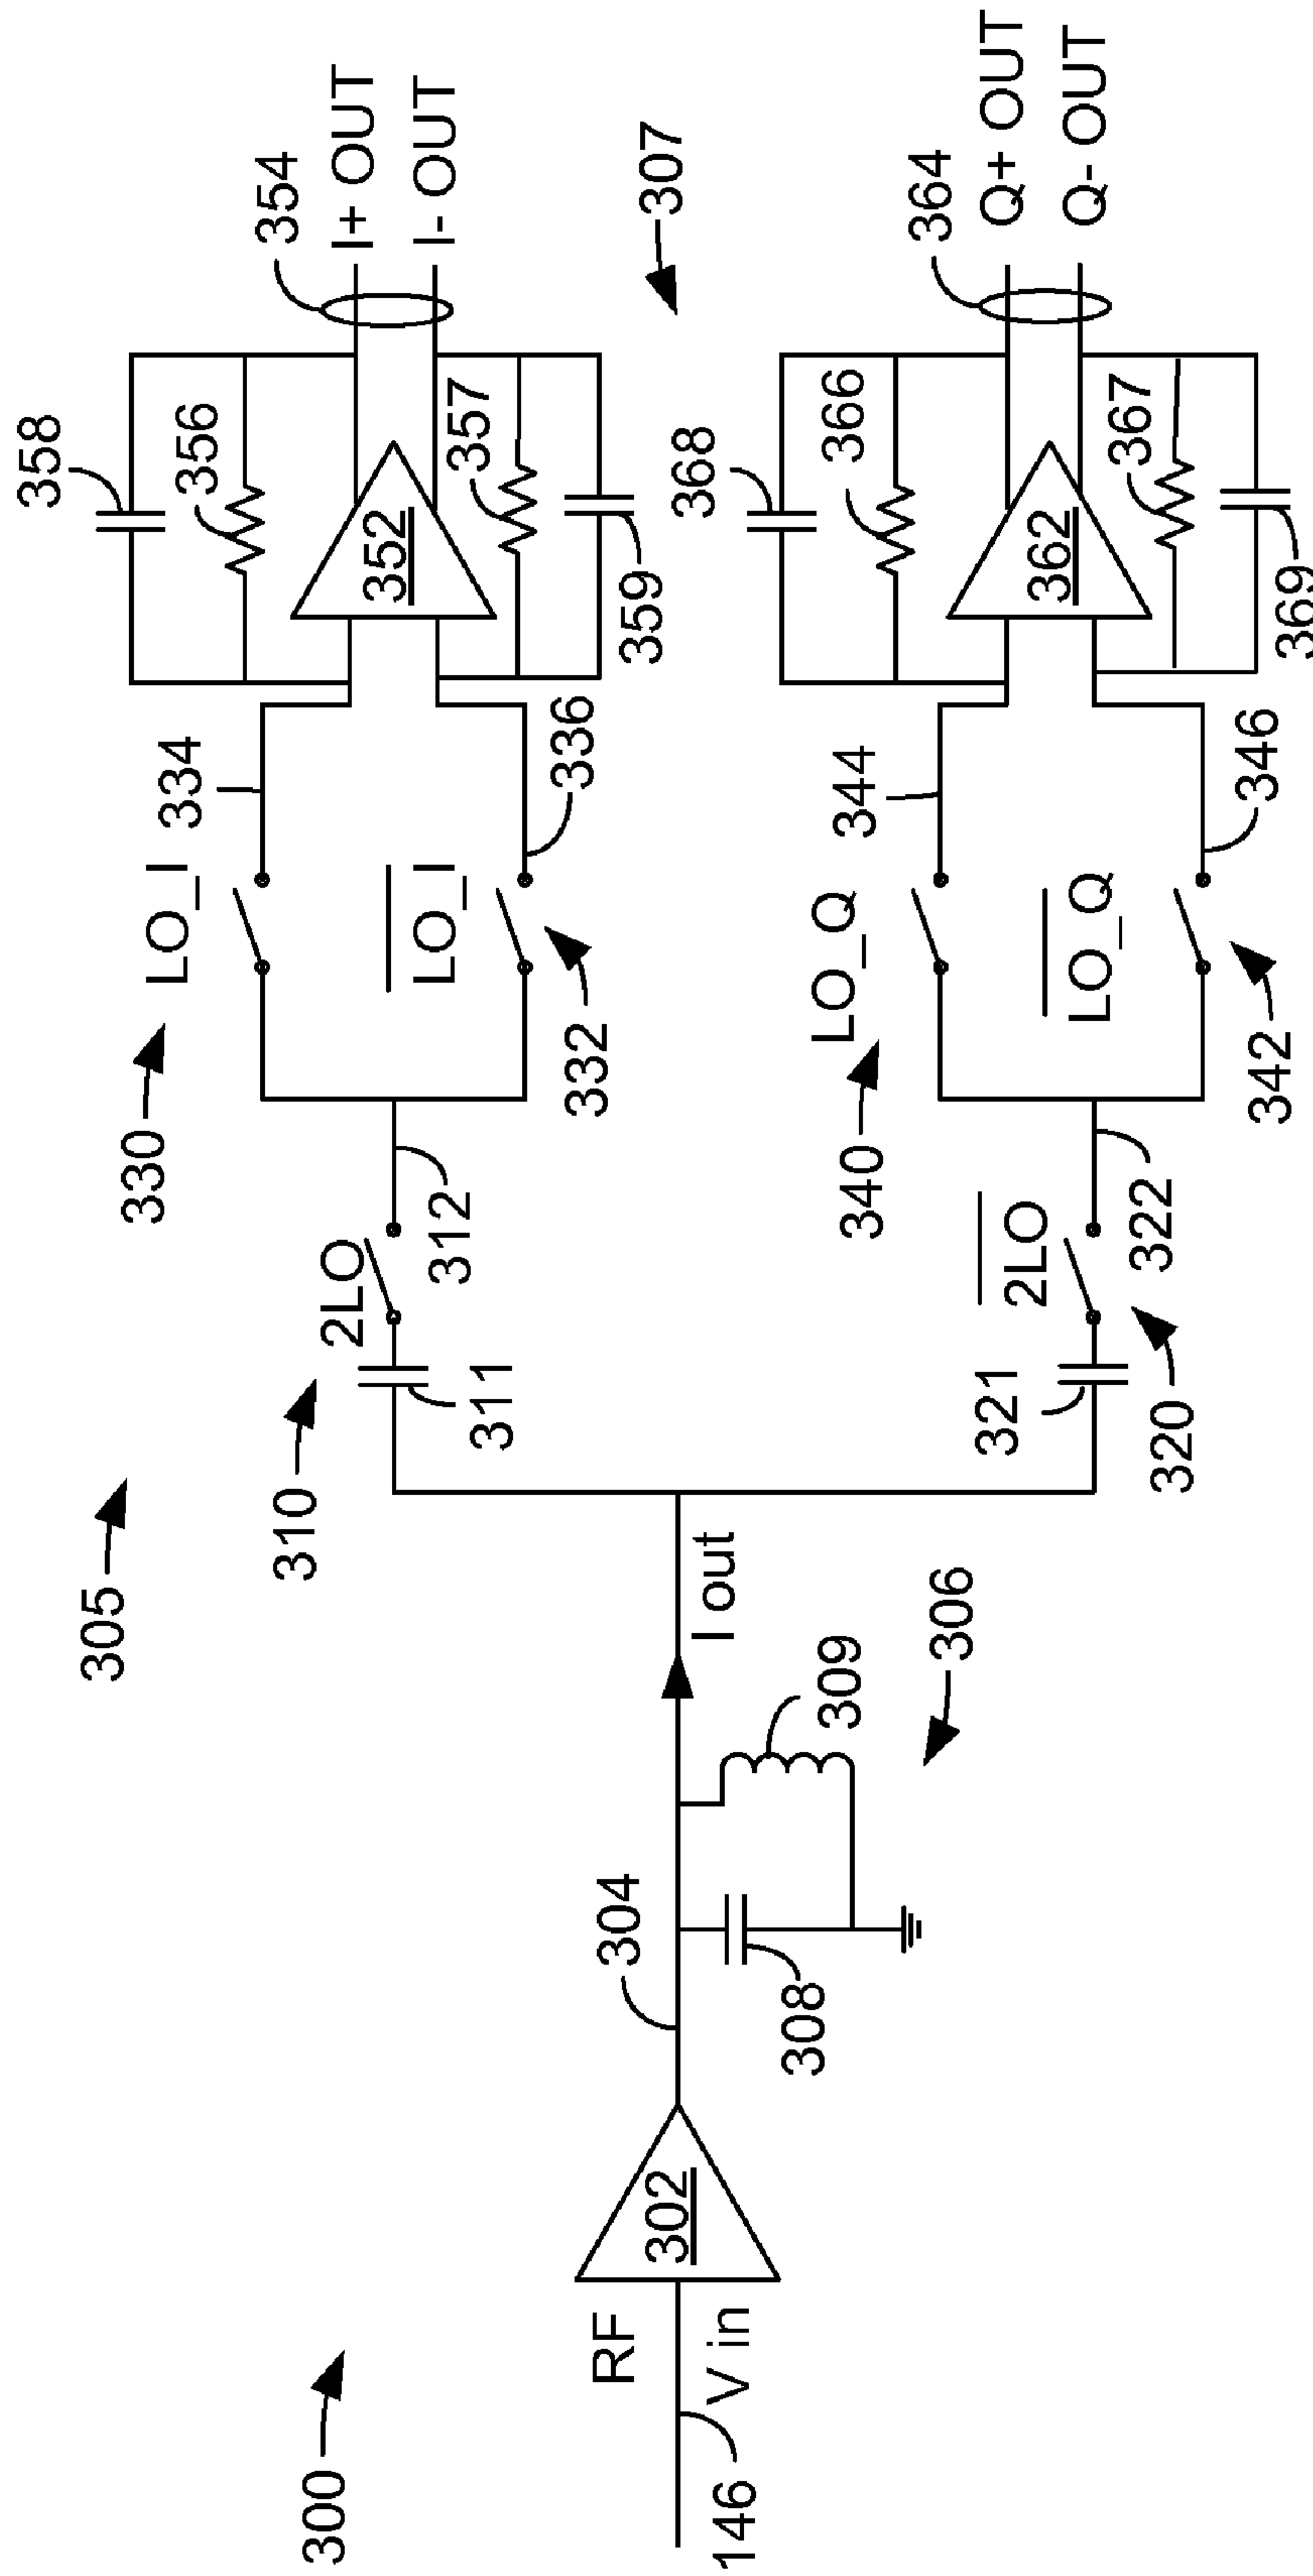 300
305
146
RF
V in
302
304
308
309
306
I out
310
2LO
311
312
330
LO_I
334
LO_I
332
336
358
356
352
357
359
354
I+ OUT
I- OUT
307
320
2LO
321
322
340
LO_Q
344
LO_Q
342
346
368
366
362
367
369
364
Q+ OUT
Q- OUT